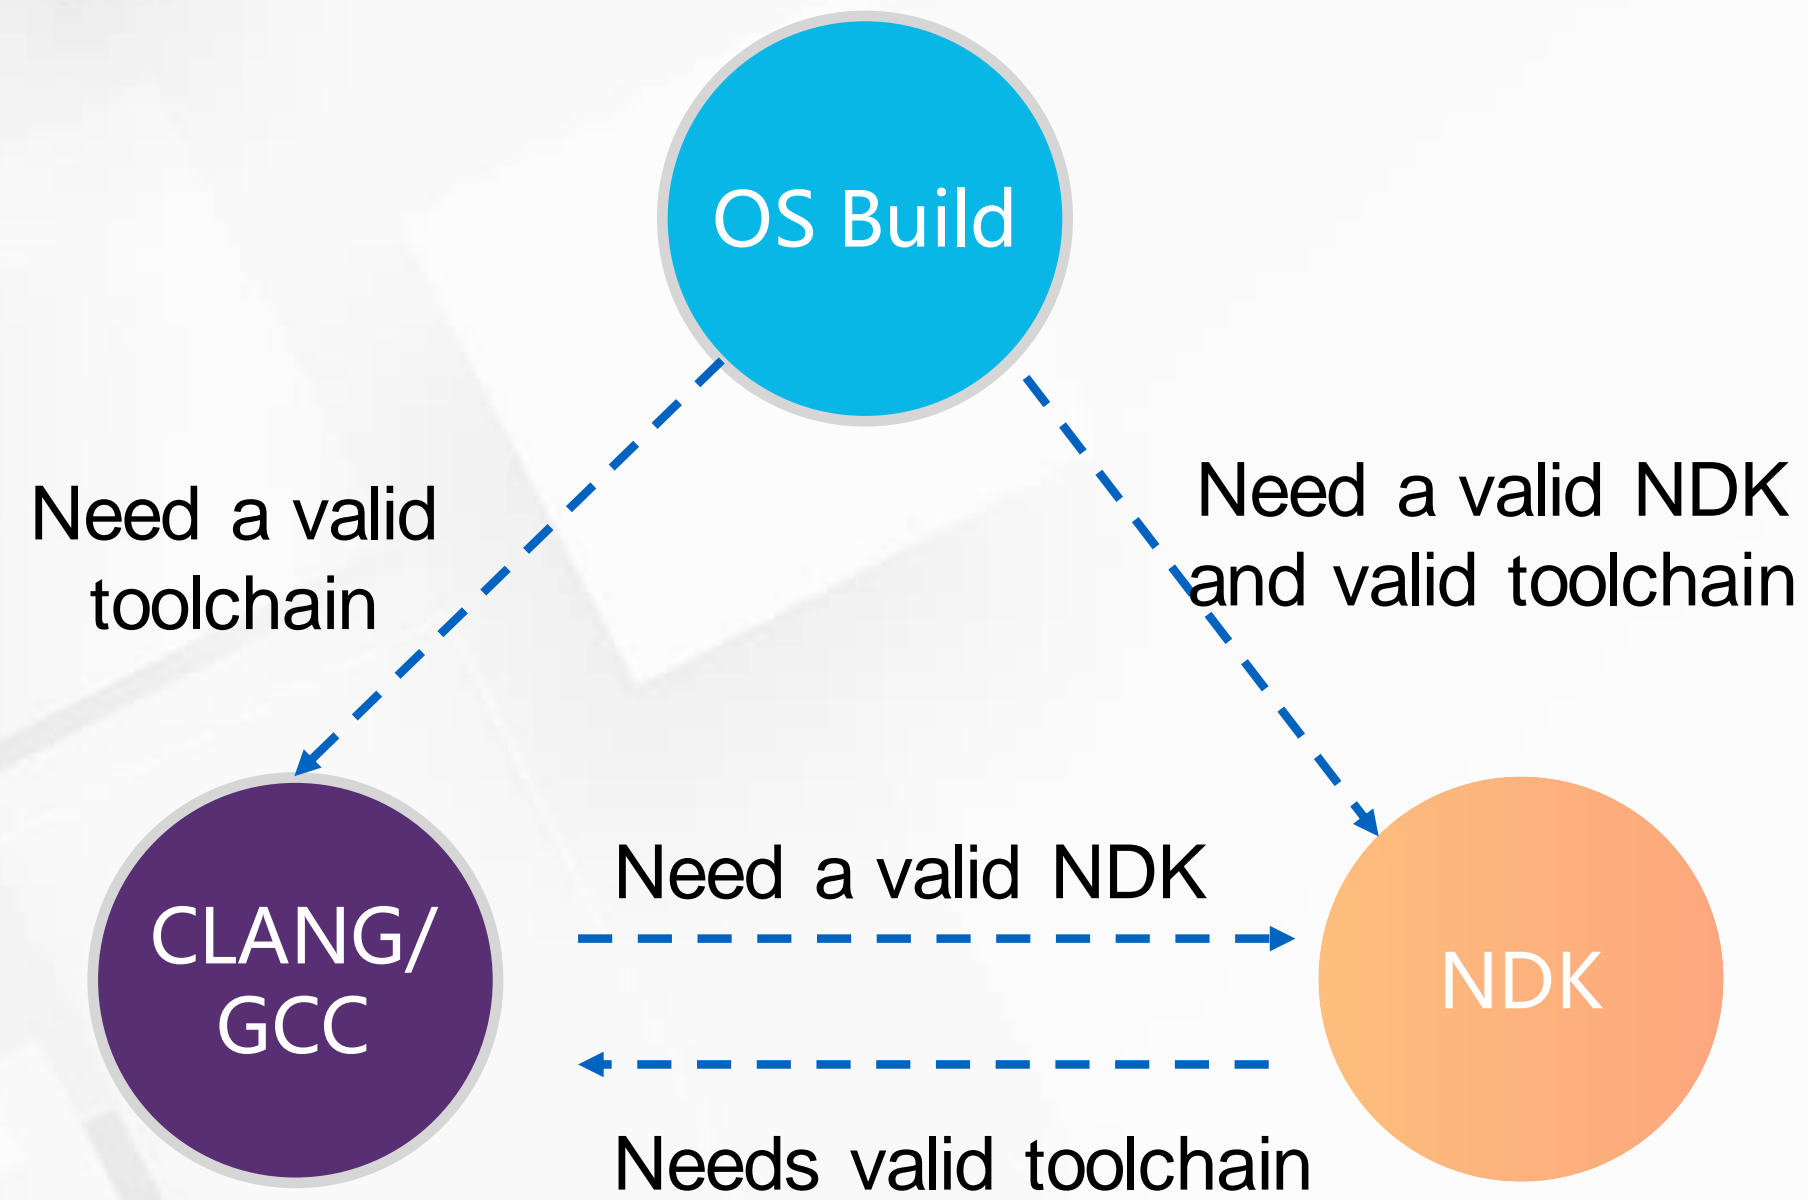 OS Build
Need a valid
toolchain
Need a valid NDK
and valid toolchain
Need a valid NDK
CLANG/
GCC
NDK
Needs valid toolchain